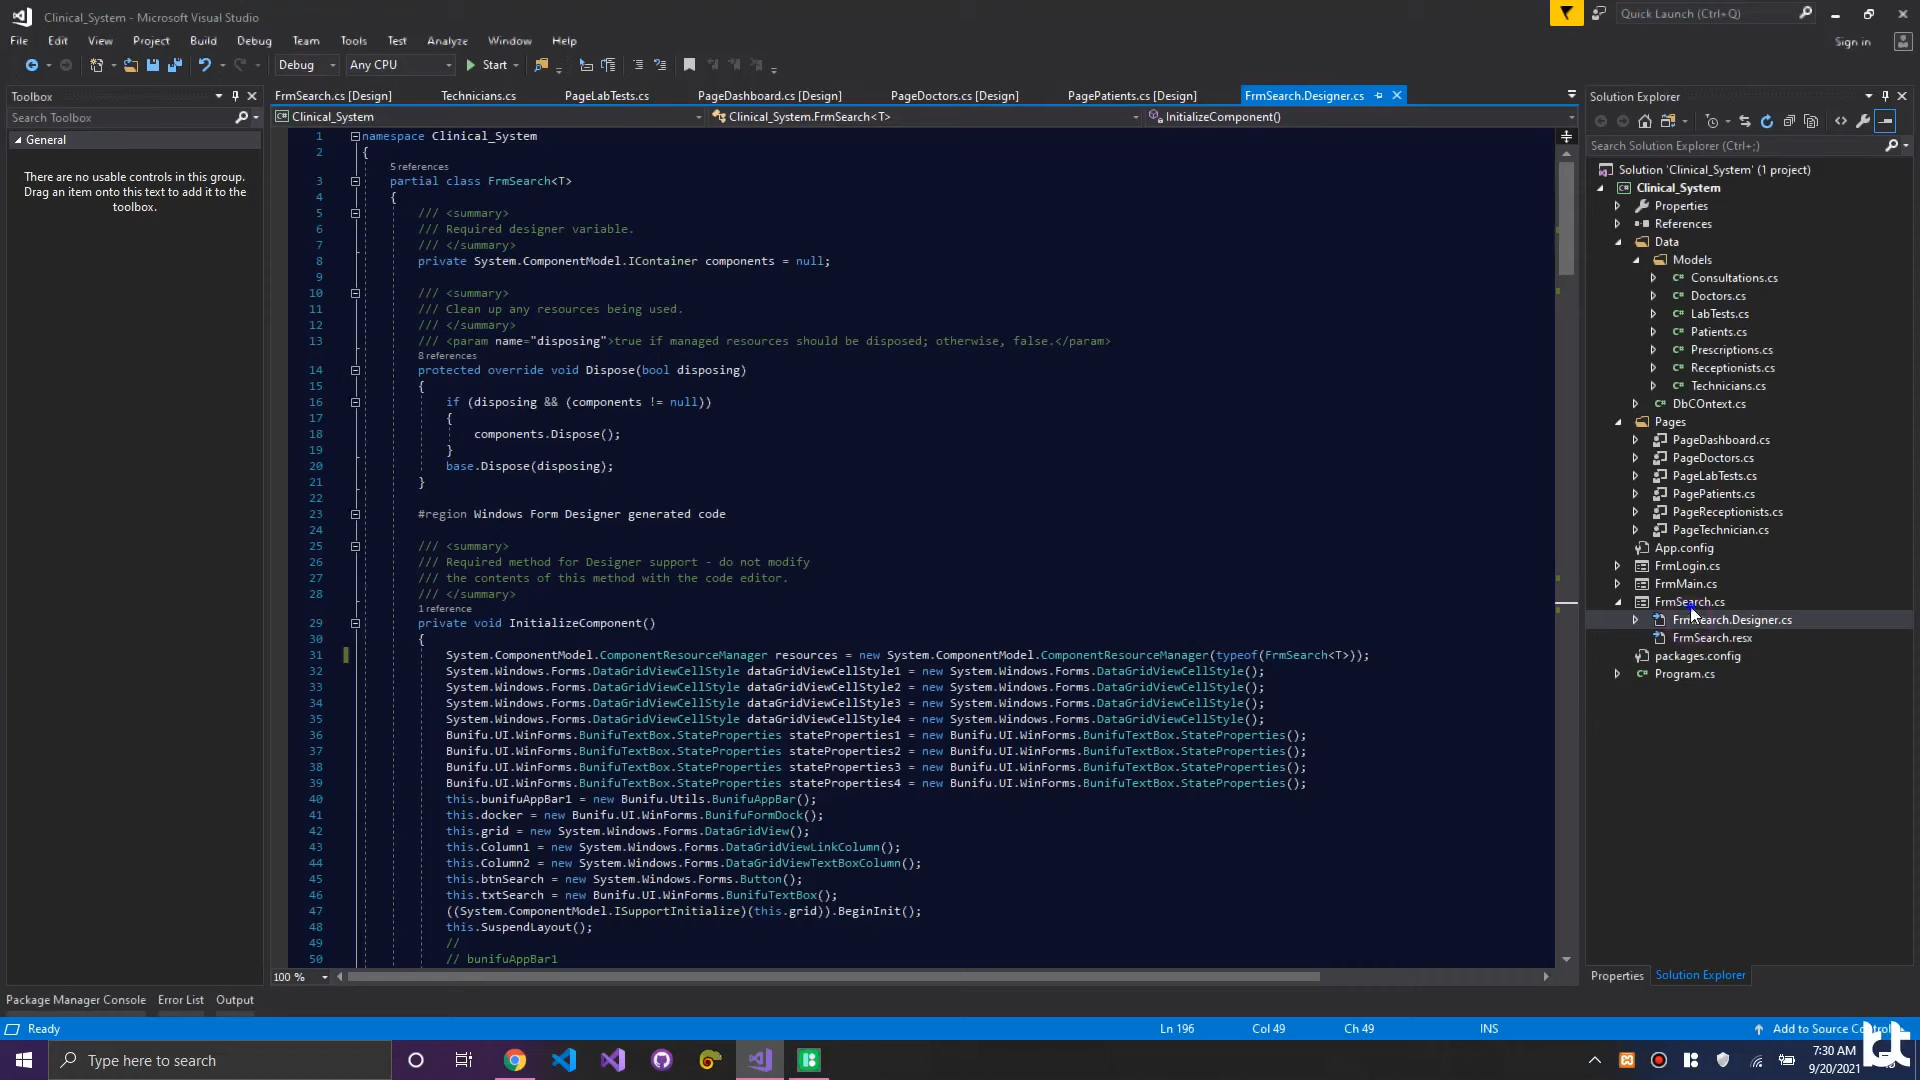 Clinical_System - Microsoft Visual Studio
Quick Launch (Ctrl+Q)
File Edit View Project Build Debug Team Tools Test Analyze Window Help
Sign in
Debug Any CPU Start
Toolbox
Search Toolbox
General
There are no usable controls in this group. Drag an item onto this text to add it to the toolbox.
FrmSearch.cs [Design] Technicians.cs PageLabTests.cs PageDashboard.cs [Design] PageDoctors.cs [Design] PagePatients.cs [Design] FrmSearch.Designer.cs
Clinical_System Clinical_System.FrmSearch<T> InitializeComponent()
1 namespace Clinical_System
2 {
5 references
3 partial class FrmSearch<T>
4 {
5 /// <summary>
6 /// Required designer variable.
7 /// </summary>
8 private System.ComponentModel.IContainer components = null;
9
10 /// <summary>
11 /// Clean up any resources being used.
12 /// </summary>
13 /// <param name="disposing">true if managed resources should be disposed; otherwise, false.</param>
8 references
14 protected override void Dispose(bool disposing)
15 {
16 if (disposing && (components != null))
17 {
18 components.Dispose();
19 }
20 base.Dispose(disposing);
21 }
22
23 #region Windows Form Designer generated code
24
25 /// <summary>
26 /// Required method for Designer support - do not modify
27 /// the contents of this method with the code editor.
28 /// </summary>
1 reference
29 private void InitializeComponent()
30 {
31 System.ComponentModel.ComponentResourceManager resources = new System.ComponentModel.ComponentResourceManager(typeof(FrmSearch<T>));
32 System.Windows.Forms.DataGridViewCellStyle dataGridViewCellStyle1 = new System.Windows.Forms.DataGridViewCellStyle();
33 System.Windows.Forms.DataGridViewCellStyle dataGridViewCellStyle2 = new System.Windows.Forms.DataGridViewCellStyle();
34 System.Windows.Forms.DataGridViewCellStyle dataGridViewCellStyle3 = new System.Windows.Forms.DataGridViewCellStyle();
35 System.Windows.Forms.DataGridViewCellStyle dataGridViewCellStyle4 = new System.Windows.Forms.DataGridViewCellStyle();
36 Bunifu.UI.WinForms.BunifuTextBox.StateProperties stateProperties1 = new Bunifu.UI.WinForms.BunifuTextBox.StateProperties();
37 Bunifu.UI.WinForms.BunifuTextBox.StateProperties stateProperties2 = new Bunifu.UI.WinForms.BunifuTextBox.StateProperties();
38 Bunifu.UI.WinForms.BunifuTextBox.StateProperties stateProperties3 = new Bunifu.UI.WinForms.BunifuTextBox.StateProperties();
39 Bunifu.UI.WinForms.BunifuTextBox.StateProperties stateProperties4 = new Bunifu.UI.WinForms.BunifuTextBox.StateProperties();
40 this.bunifuAppBar1 = new Bunifu.Utils.BunifuAppBar();
41 this.docker = new Bunifu.UI.WinForms.BunifuFormDock();
42 this.grid = new System.Windows.Forms.DataGridView();
43 this.Column1 = new System.Windows.Forms.DataGridViewLinkColumn();
44 this.Column2 = new System.Windows.Forms.DataGridViewTextBoxColumn();
45 this.btnSearch = new System.Windows.Forms.Button();
46 this.txtSearch = new Bunifu.UI.WinForms.BunifuTextBox();
47 ((System.ComponentModel.ISupportInitialize)(this.grid)).BeginInit();
48 this.SuspendLayout();
49 //
50 // bunifuAppBar1
100 %
Solution Explorer
Search Solution Explorer (Ctrl+;)
Solution 'Clinical_System' (1 project)
Clinical_System
Properties
References
Data
Models
Consultations.cs
Doctors.cs
LabTests.cs
Patients.cs
Prescriptions.cs
Receptionists.cs
Technicians.cs
DbCOntext.cs
Pages
PageDashboard.cs
PageDoctors.cs
PageLabTests.cs
PagePatients.cs
PageReceptionists.cs
PageTechnician.cs
App.config
FrmLogin.cs
FrmMain.cs
FrmSearch.cs
FrmSearch.Designer.cs
FrmSearch.resx
packages.config
Program.cs
Properties Solution Explorer
Package Manager Console Error List Output
Ready Ln 196 Col 49 Ch 49 INS Add to Source
Type here to search
7:30 AM
9/20/2021